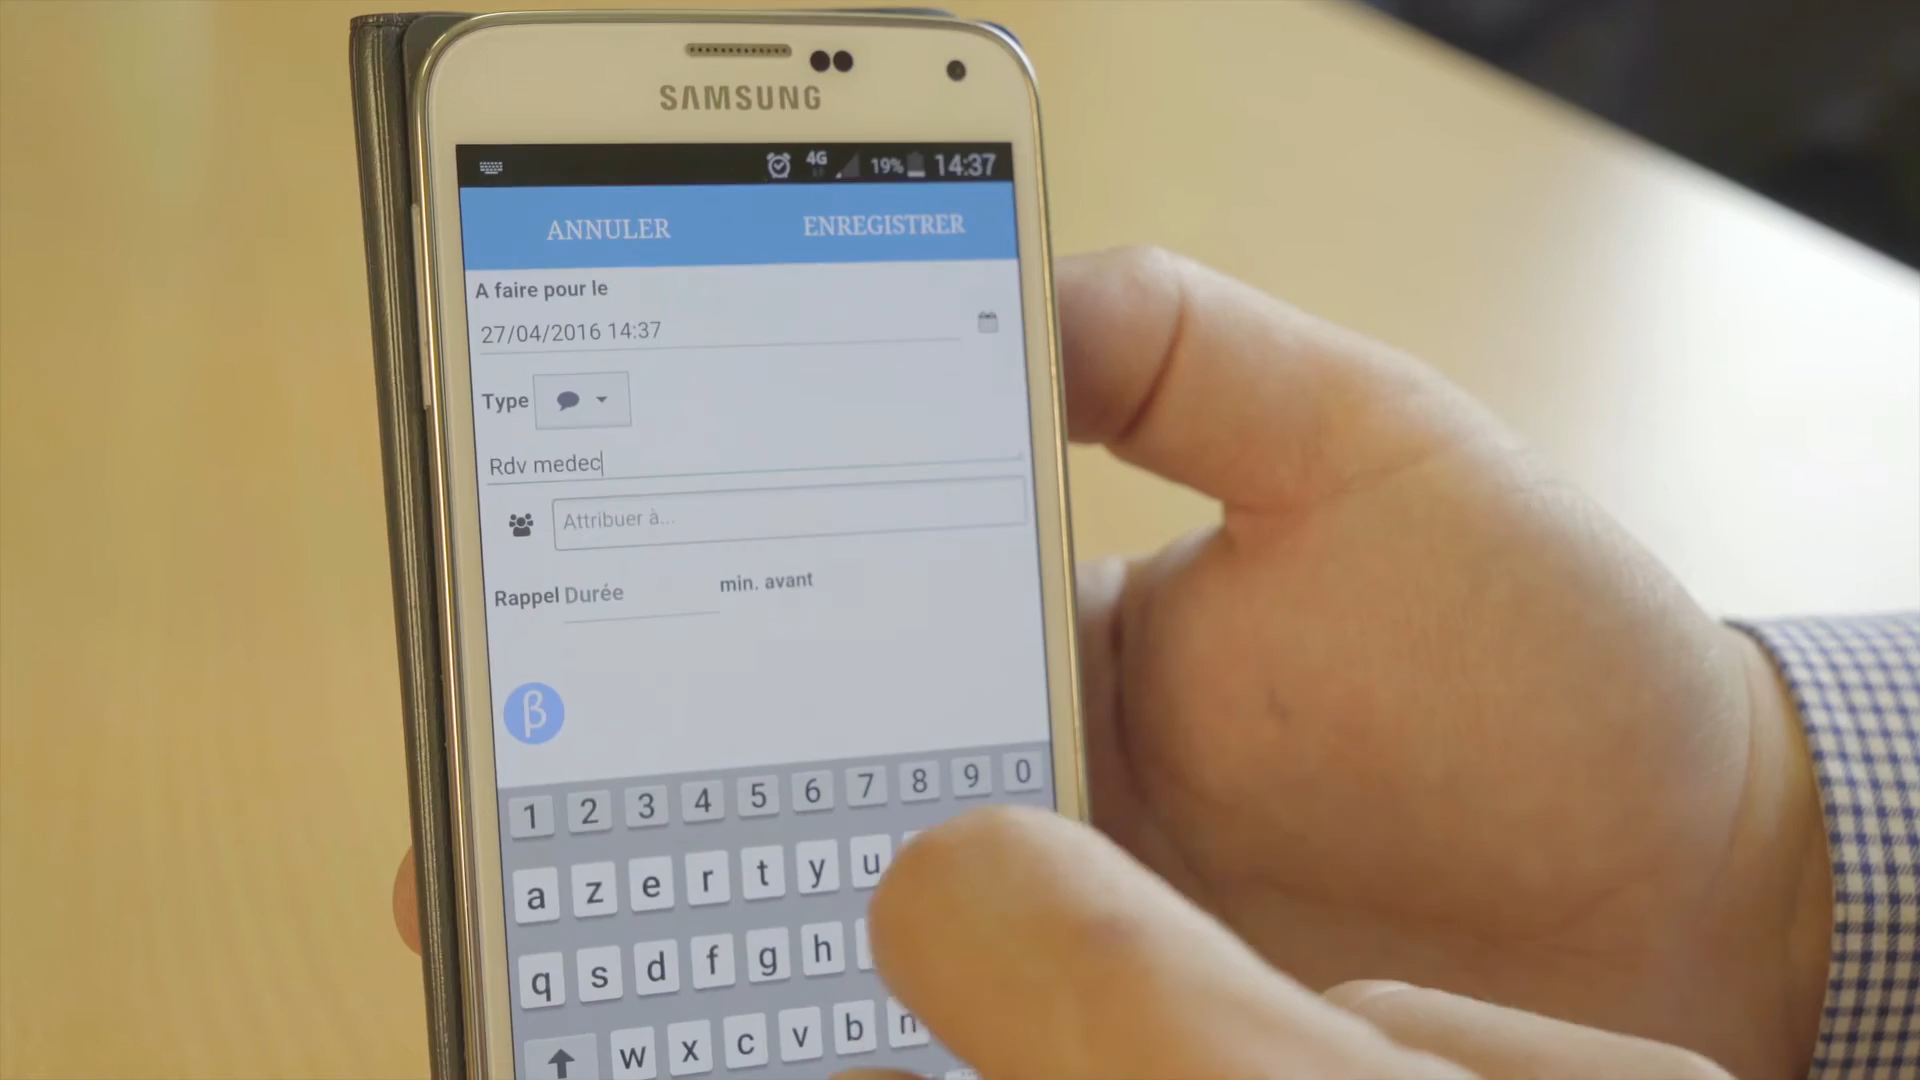 SAMSUNG
4G 19% 14:37
ANNULER ENREGISTRER
A faire pour le
27/04/2016 14:37
Type
Rdv medec
Attribuer à...
Rappel Durée min. avant
β
1 2 3 4 5 6 7 8 9 0
a z e r t y u
q s d f g h
w x c v b n